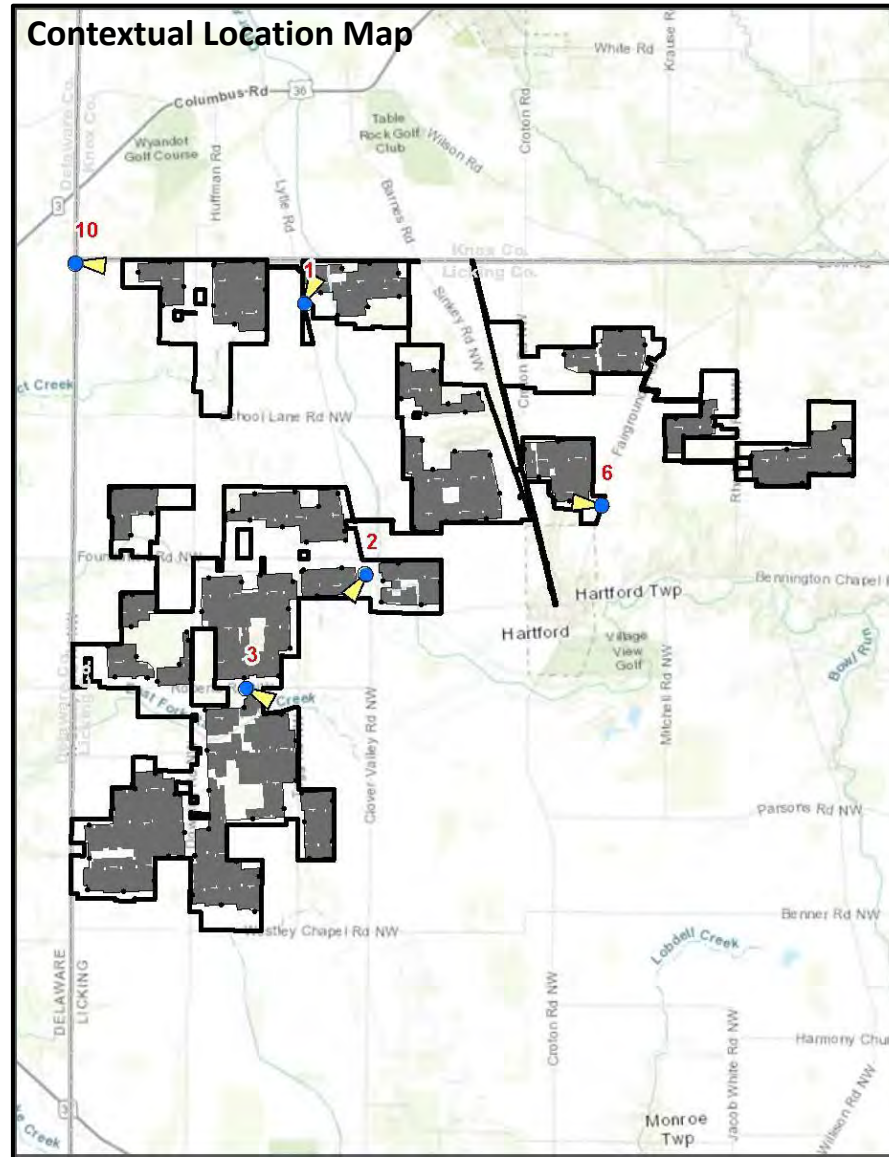 Contextual Location Map
White Rd
Krause R
36
Columbus Rd
Delaware Co.
Knox Co.
Wyandot
Golf Course
Table
Rock Golf
Club
Wilson Rd
Croton Rd
Huffman Rd
Lytle Rd
Barnes Rd
3
10
1
Knox Co.
Licking Co.
Sinkey Rd NW
ct Creek
School Lane Rd NW
Fairground
6
2
Bennington Chapel
Hartford Twp
Hartford
Village
View
Golf
Bowl Run
3
Creek
Mitchell Rd NW
Clover Valley Rd NW
Parsons Rd NW
Benner Rd NW
Westley Chapel Rd NW
Lobdell Creek
DELAWARE
LICKING
Croton Rd NW
Harmony Chu
Jacob White Rd NW
3
e Creek
Monroe
Twp
Willison Rd